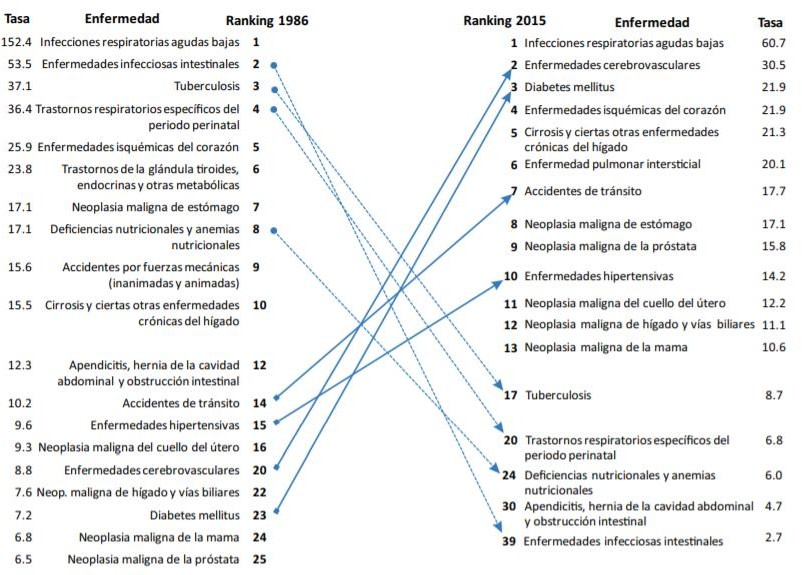 Tasa Enfermedad Ranking 1986
152.4 Infecciones respiratorias agudas bajas 1
53.5 Enfermedades infecciosas intestinales 2
37.1 Tuberculosis 3
36.4 Trastornos respiratorios específicos del 4
periodo perinatal
25.9 Enfermedades isquémicas del corazón 5
23.8 Trastornos de la glándula tiroides, 6
endocrinas y otras metabólicas
17.1 Neoplasia maligna de estómago 7
17.1 Deficiencias nutricionales y anemias 8
nutricionales
15.6 Accidentes por fuerzas mecánicas 9
(inanimadas y animadas)
15.5 Cirrosis y ciertas otras enfermedades 10
crónicas del hígado
12.3 Apendicitis, hernia de la cavidad 12
abdominal y obstrucción intestinal
10.2 Accidentes de tránsito 14
9.6 Enfermedades hipertensivas 15
9.3 Neoplasia maligna del cuello del útero 16
8.8 Enfermedades cerebrovasculares 20
7.6 Neop. maligna de hígado y vías biliares 22
7.2 Diabetes mellitus 23
6.8 Neoplasia maligna de la mama 24
6.5 Neoplasia maligna de la próstata 25
Ranking 2015 Enfermedad Tasa
1 Infecciones respiratorias agudas bajas 60.7
2 Enfermedades cerebrovasculares 30.5
3 Diabetes mellitus 21.9
4 Enfermedades isquémicas del corazón 21.9
5 Cirrosis y ciertas otras enfermedades 21.3
crónicas del hígado
6 Enfermedad pulmonar intersticial 20.1
7 Accidentes de tránsito 17.7
8 Neoplasia maligna de estómago 17.1
9 Neoplasia maligna de la próstata 15.8
10 Enfermedades hipertensivas 14.2
11 Neoplasia maligna del cuello del útero 12.2
12 Neoplasia maligna de hígado y vías biliares 11.1
13 Neoplasia maligna de la mama 10.6
17 Tuberculosis 8.7
20 Trastornos respiratorios específicos del 6.8
periodo perinatal
24 Deficiencias nutricionales y anemias 6.0
nutricionales
30 Apendicitis, hernia de la cavidad abdominal 4.7
y obstrucción intestinal
39 Enfermedades infecciosas intestinales 2.7